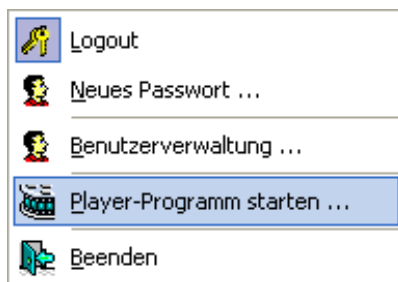 Logout
Neues Passwort ...
Benutzerverwaltung ...
Player-Programm starten ...
Beenden